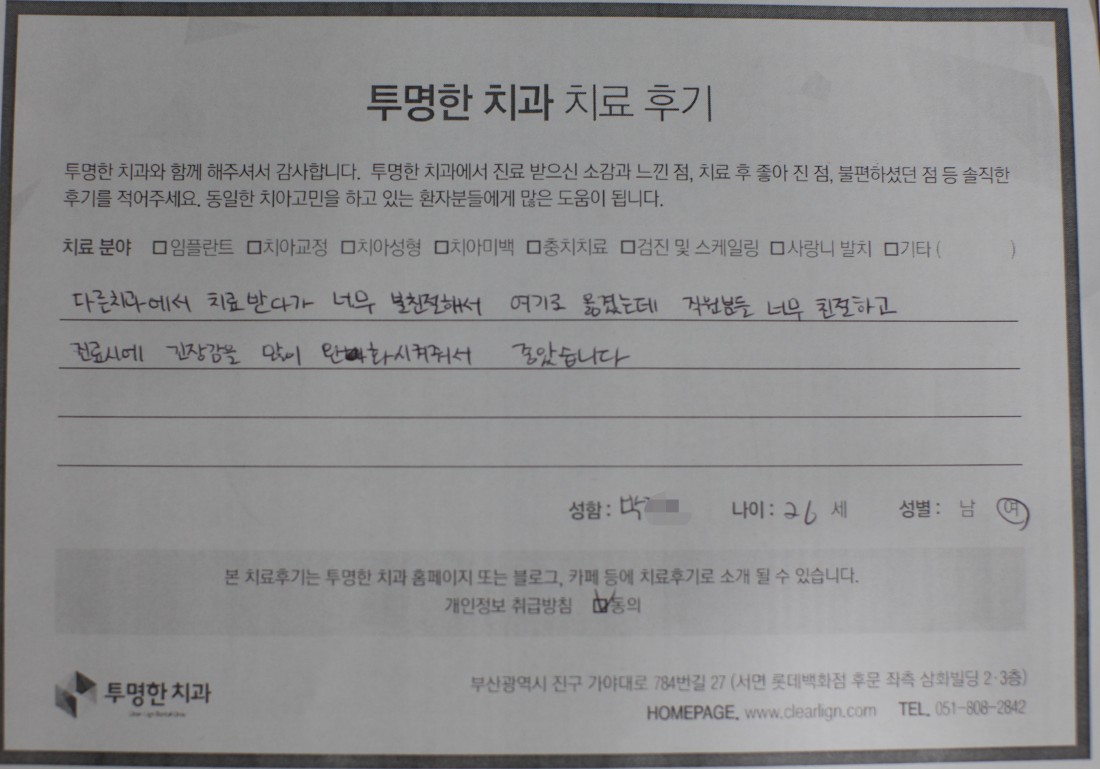 투명한 치과 치료 후기
투명한 치과와 함께 해주셔서 감사합니다. 투명한 치과에서 진료 받으신 소감과 느낀 점, 치료 후 좋아 진 점, 불편하셨던 점 등 솔직한
후기를 적어주세요. 동일한 치아고민을 하고 있는 환자분들에게 많은 도움이 됩니다.
치료 분야 □임플란트 □치아교정 □치아성형 □치아미백 □충치치료 □검진 및 스케일링 □사랑니 발치 □기타 ( )
다른치과에서 치료받다가 너무 불친절해서 여기로 옮겼는데 직원분들 너무 친절하고
진료시에 긴장감을 많이 완화시켜줘서 좋았습니다
성함 : 박 나이 : 26 세 성별 : 남 여
본 치료후기는 투명한 치과 홈페이지 또는 블로그, 카페 등에 치료후기로 소개 될 수 있습니다.
개인정보 취급방침 ☑동의
투명한 치과 부산광역시 진구 가야대로 784번길 27 (서면 롯데백화점 후문 좌측 삼화빌딩 2·3층)
HOMEPAGE. www.clearlign.com TEL. 051-808-2842